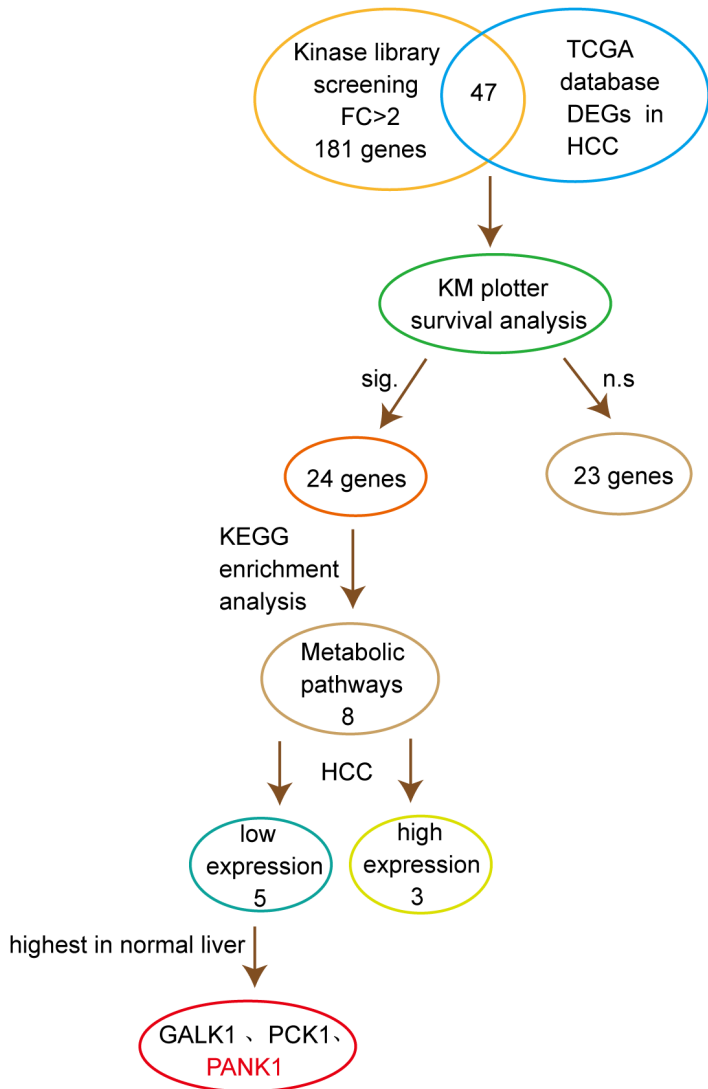 Kinase library
screening
FC>2
181 genes
47
TCGA
database
DEGs in
HCC
KM plotter
survival analysis
sig.
n.s
24 genes
23 genes
KEGG
enrichment
analysis
Metabolic
pathways
8
HCC
low
expression
5
high
expression
3
highest in normal liver
GALK1 、 PCK1、
PANK1